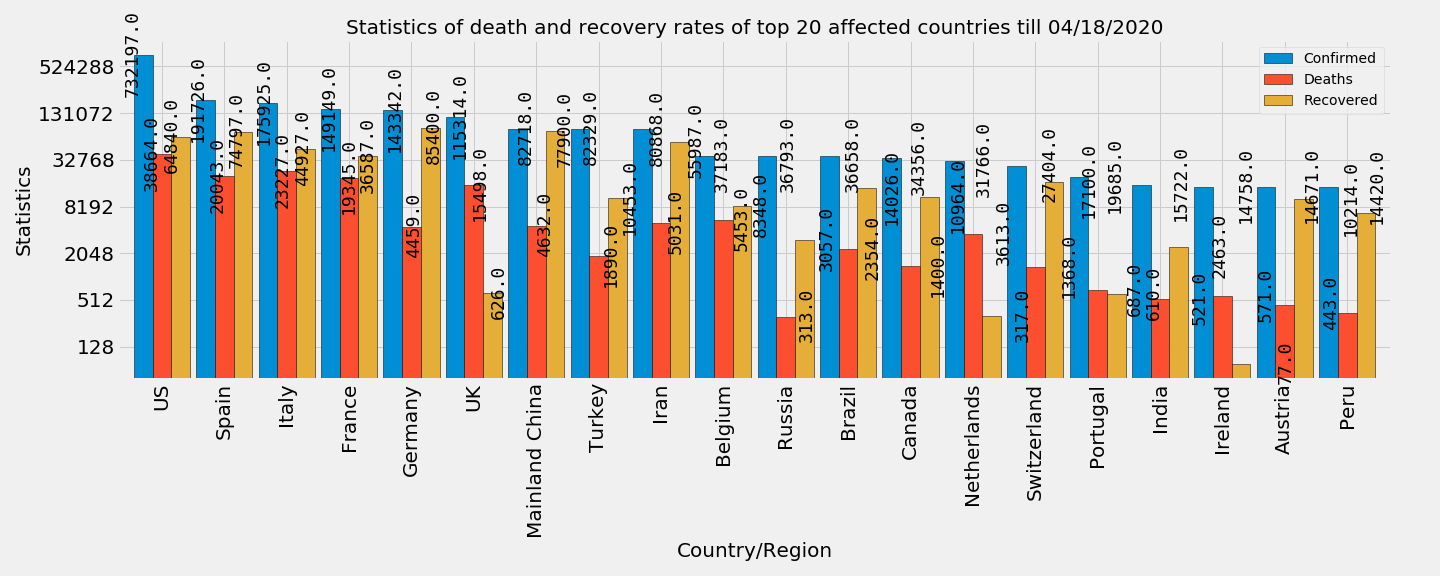 Statistics of death and recovery rates of top 20 affected countries till 04/18/2020
Confirmed
Deaths
Recovered
Statistics
524288
131072
32768
8192
2048
512
128
732197.0
38664.0
64840.0
191726.0
20043.0
74797.0
175925.0
23227.0
44927.0
149149.0
19345.0
36587.0
143342.0
4459.0
85400.0
115314.0
15498.0
626.0
82718.0
4632.0
77900.0
82329.0
1890.0
10453.0
80868.0
5031.0
55987.0
37183.0
5453.0
8348.0
36793.0
313.0
3057.0
36658.0
2354.0
14026.0
34356.0
1400.0
10964.0
31766.0
3613.0
317.0
27404.0
1368.0
17100.0
19685.0
687.0
610.0
15722.0
521.0
2463.0
14758.0
571.0
77.0
14671.0
443.0
10214.0
14420.0
US
Spain
Italy
France
Germany
UK
Mainland China
Turkey
Iran
Belgium
Russia
Brazil
Canada
Netherlands
Switzerland
Portugal
India
Ireland
Austria
Peru
Country/Region